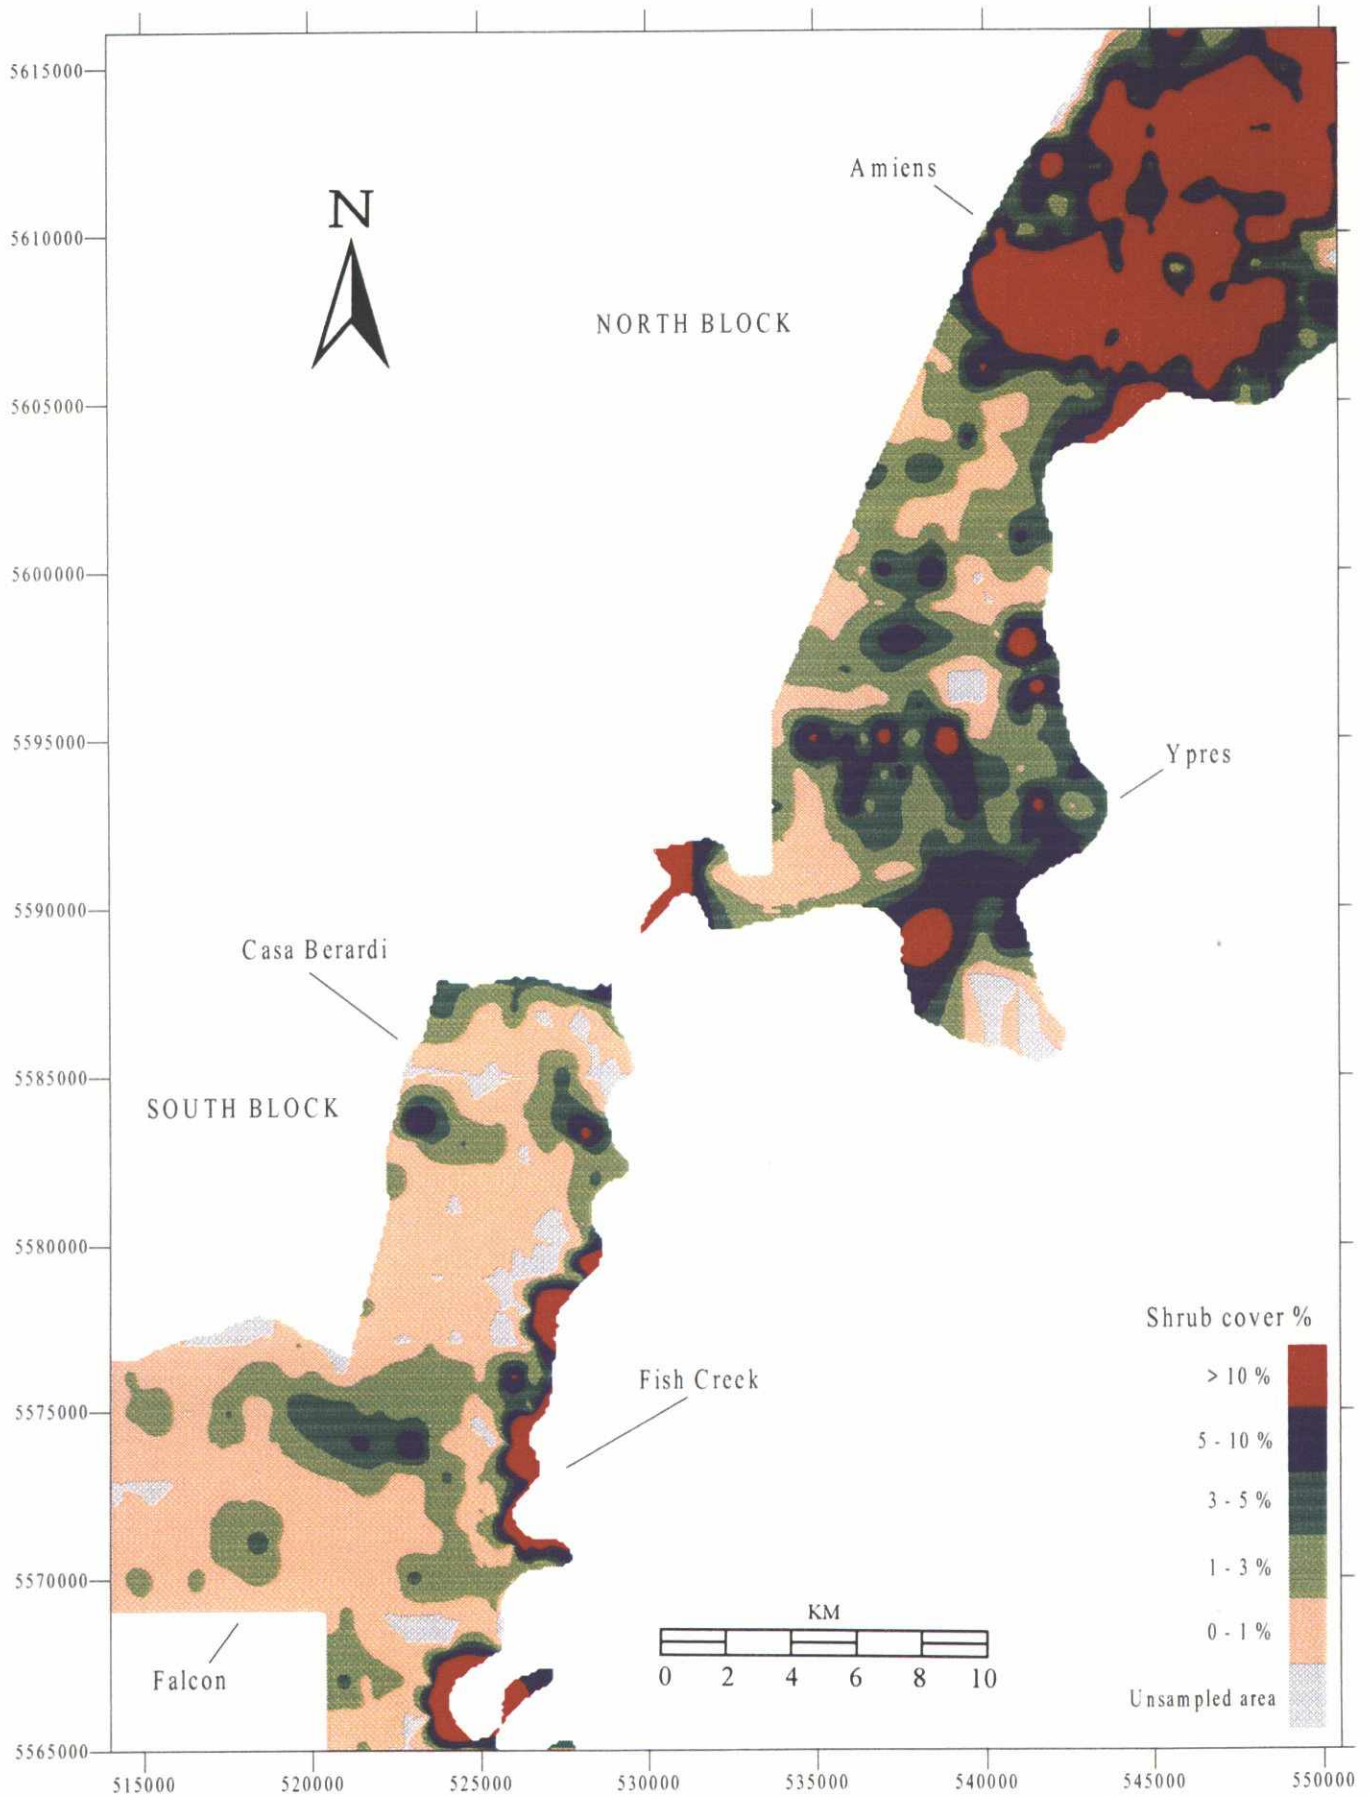 5615000
Amiens
N
5610000
NORTH BLOCK
5605000
5600000
5595000
Ypres
5590000
Casa Berardi
5585000
SOUTH BLOCK
5580000
Shrub cover %
> 10 %
Fish Creek
5575000
5 - 10 %
3 - 5 %
1 - 3 %
5570000
KM
0 - 1 %
0 2 4 6 8 10
Falcon
Unsampled area
5565000
515000 520000 525000 530000 535000 540000 545000 550000